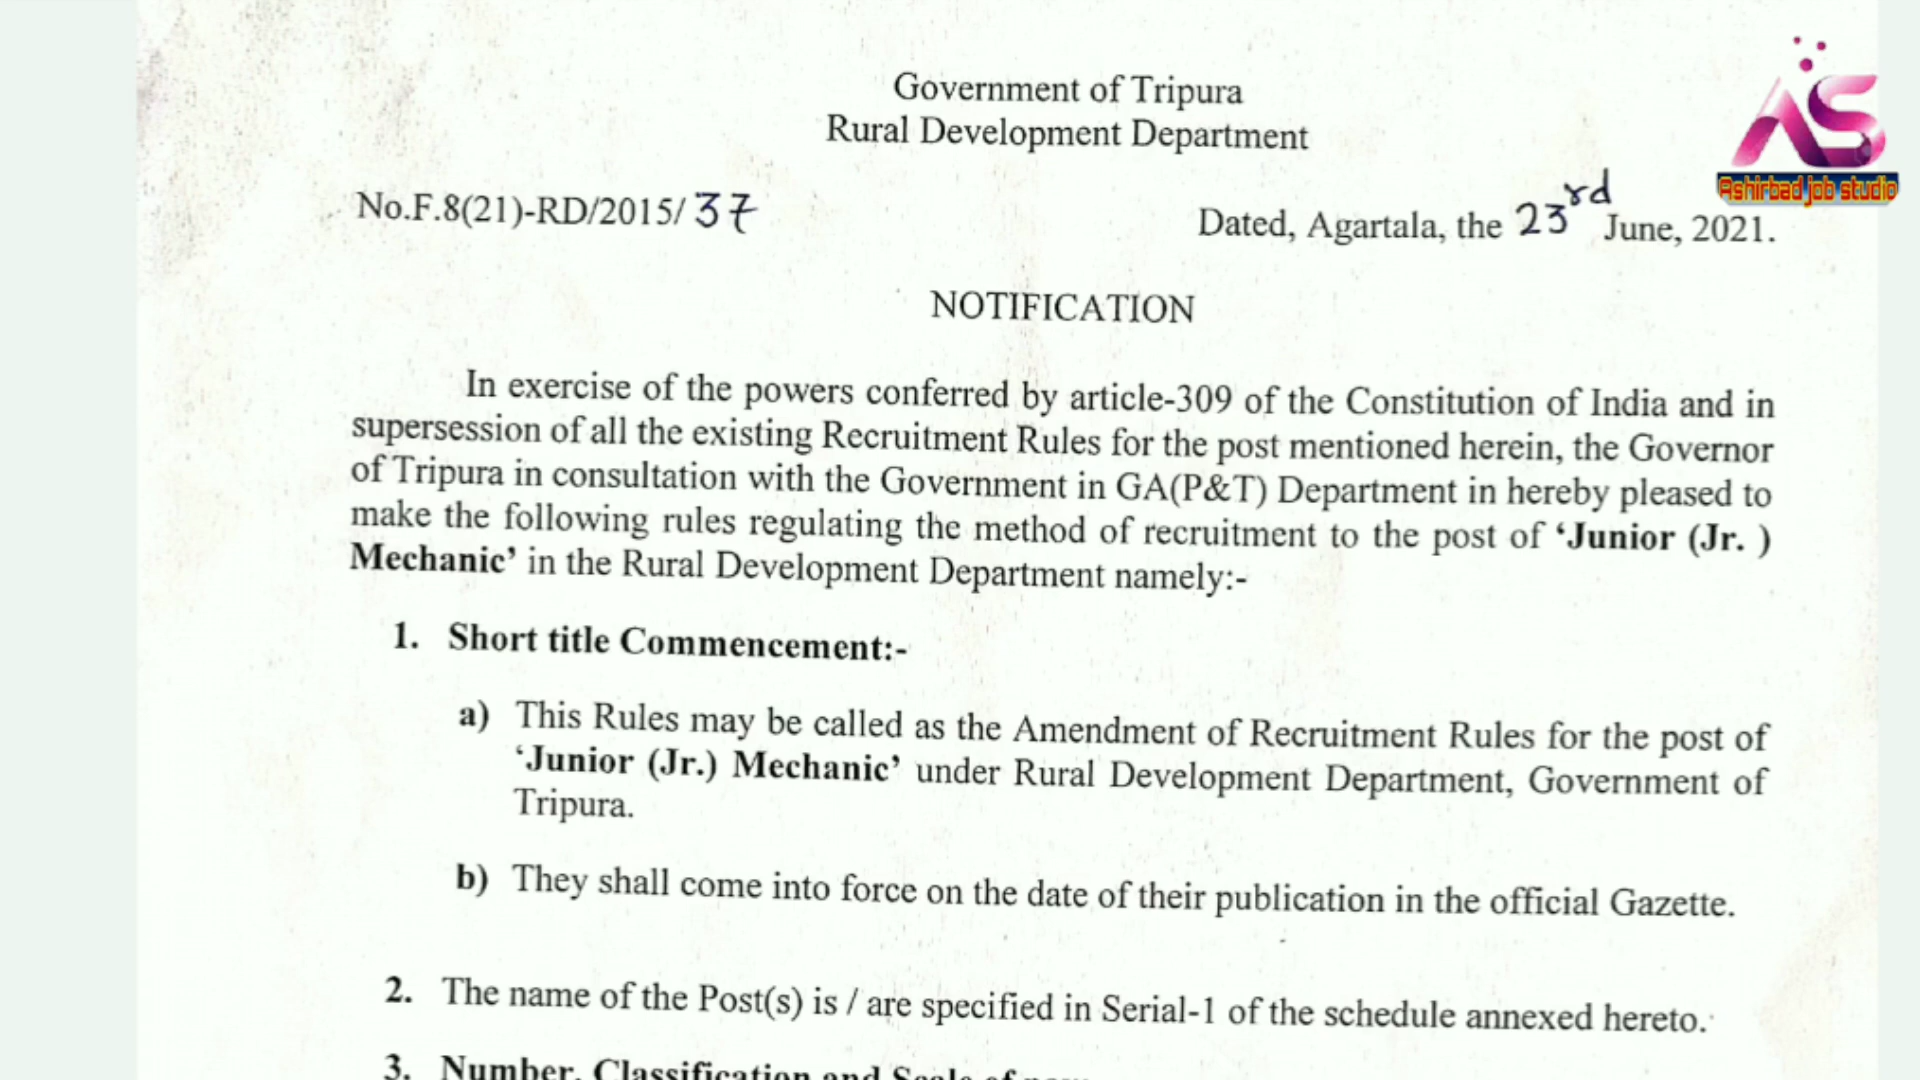 Government of Tripura
Rural Development Department
No.F.8(21)-RD/2015/ 37
Dated, Agartala, the 23rd June, 2021.
AS
Ashirbad job studio
NOTIFICATION
In exercise of the powers conferred by article-309 of the Constitution of India and in
supersession of all the existing Recruitment Rules for the post mentioned herein, the Governor
of Tripura in consultation with the Government in GA(P&T) Department in hereby pleased to
make the following rules regulating the method of recruitment to the post of ‘Junior (Jr. )
Mechanic’ in the Rural Development Department namely:-
1. Short title Commencement:-
a) This Rules may be called as the Amendment of Recruitment Rules for the post of
‘Junior (Jr.) Mechanic’ under Rural Development Department, Government of
Tripura.
b) They shall come into force on the date of their publication in the official Gazette.
2. The name of the Post(s) is / are specified in Serial-1 of the schedule annexed hereto.
3. Number, Classification and Scale of pay